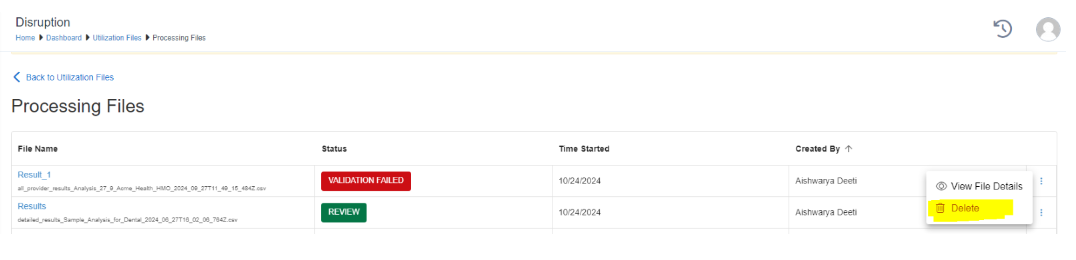 Disruption
Home Dashboard Utilization Files Processing Files
Back to Utilization Files
Processing Files
File Name Status Time Started Created By
Result_1
all_provider_results_Analysis_27_9_Acme_Health_HMO_2024_09_27T11_49_15_484Z.csv
VALIDATION FAILED 10/24/2024 Aishwarya Deeti
View File Details
Results
detailed_results_Sample_Analysis_for_Dental_2024_06_27T16_02_06_764Z.csv
REVIEW 10/24/2024 Aishwarya Deeti
Delete